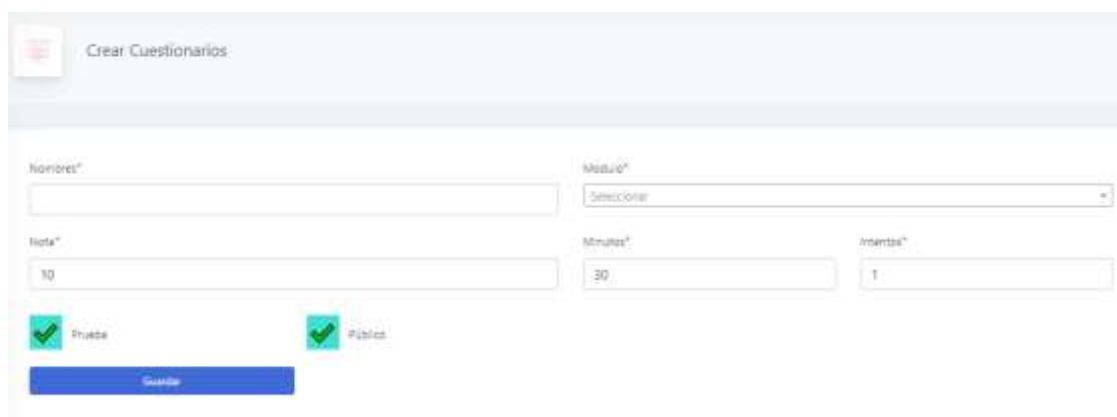 Crear Cuestionarios
Nombres*
Modulo*
Seleccionar
Nota*
Minutos*
Intentos*
10
30
1
Prueba
Público
Guardar